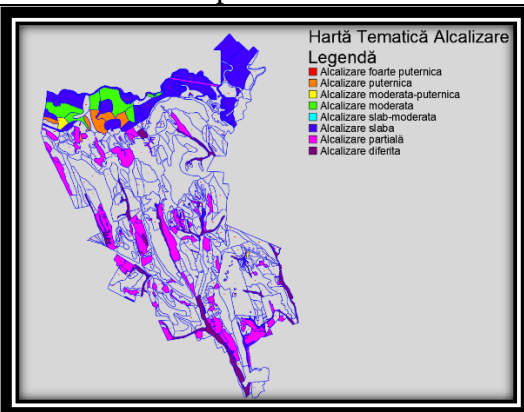 Hartă Tematică Alcalizare
Legendă
Alcalizare foarte puternica
Alcalizare puternica
Alcalizare moderata-puternica
Alcalizare moderata
Alcalizare slab-moderata
Alcalizare slaba
Alcalizare partială
Alcalizare diferita